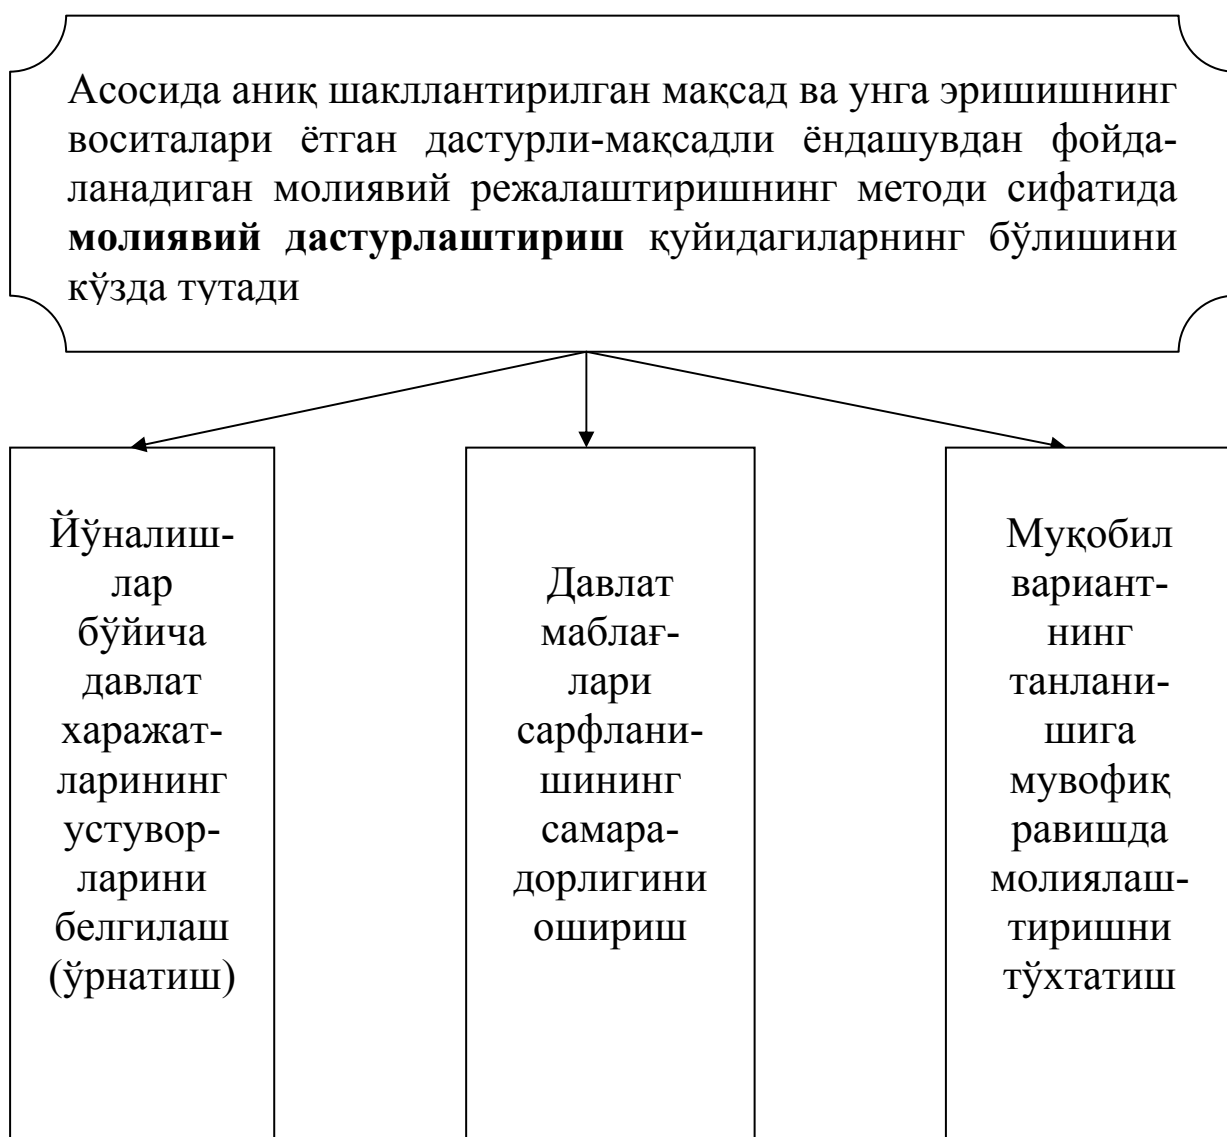 Асосида аниқ шакллантирилган мақсад ва унга эришишнинг
воситалари ётган дастурли-мақсадли ёндашувдан фойда-
ланадиган молиявий режалаштиришнинг методи сифатида
молиявий дастурлаштириш қуйидагиларнинг бўлишини
кўзда тутади
Йўналиш-
лар
бўйича
давлат
харажат-
ларининг
устувор-
ларини
белгилаш
(ўрнатиш)
Давлат
маблағ-
лари
сарфлани-
шининг
самара-
дорлигини
ошириш
Муқобил
вариант-
нинг
танлани-
шига
мувофиқ
равишда
молиялаш-
тиришни
тўхтатиш